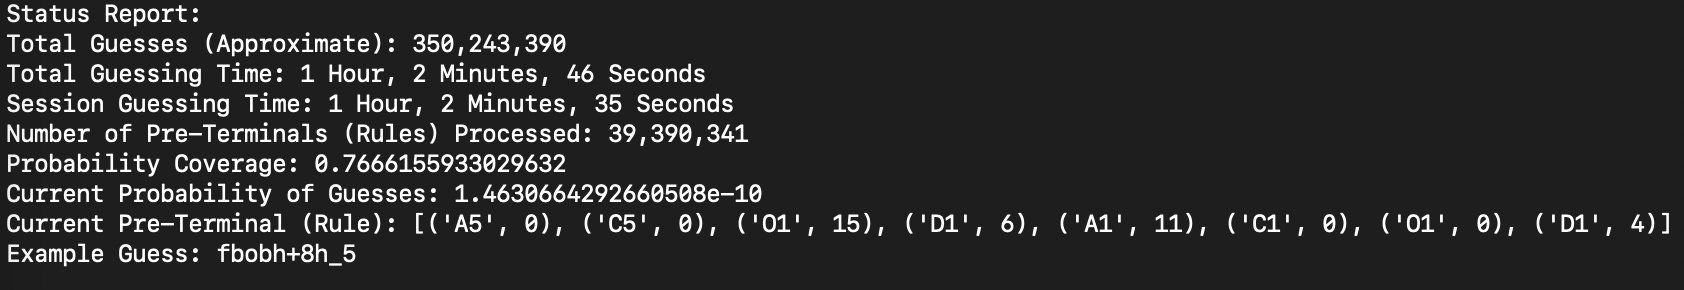 Status Report:
Total Guesses (Approximate): 350,243,390
Total Guessing Time: 1 Hour, 2 Minutes, 46 Seconds
Session Guessing Time: 1 Hour, 2 Minutes, 35 Seconds
Number of Pre-Terminals (Rules) Processed: 39,390,341
Probability Coverage: 0.7666155933029632
Current Probability of Guesses: 1.4630664292660508e-10
Current Pre-Terminal (Rule): [('A5', 0), ('C5', 0), ('O1', 15), ('D1', 6), ('A1', 11), ('C1', 0), ('O1', 0), ('D1', 4)]
Example Guess: fbobh+8h_5